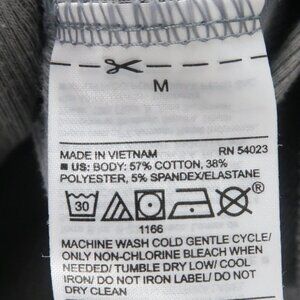 M
MADE IN VIETNAM RN 54023
■ US: BODY: 57% COTTON, 38%
POLYESTER, 5% SPANDEX/ELASTANE
30 ®
1166
MACHINE WASH COLD GENTLE CYCLE/
ONLY NON-CHLORINE BLEACH WHEN
NEEDED/ TUMBLE DRY LOW/ COOL
IRON/ DO NOT IRON LABEL/ DO NOT
DRY CLEAN